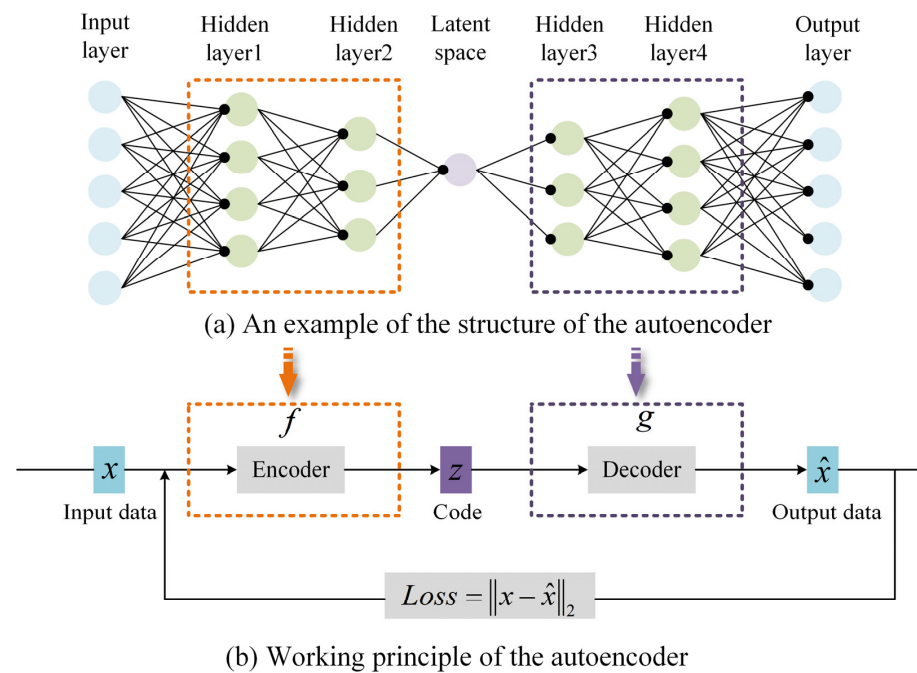 Input layer
Hidden layer1
Hidden layer2
Latent space
Hidden layer3
Hidden layer4
Output layer
(a) An example of the structure of the autoencoder
f
g
x
Encoder
z
Decoder
x̂
Input data
Code
Output data
Loss = ‖x − x̂‖₂
(b) Working principle of the autoencoder